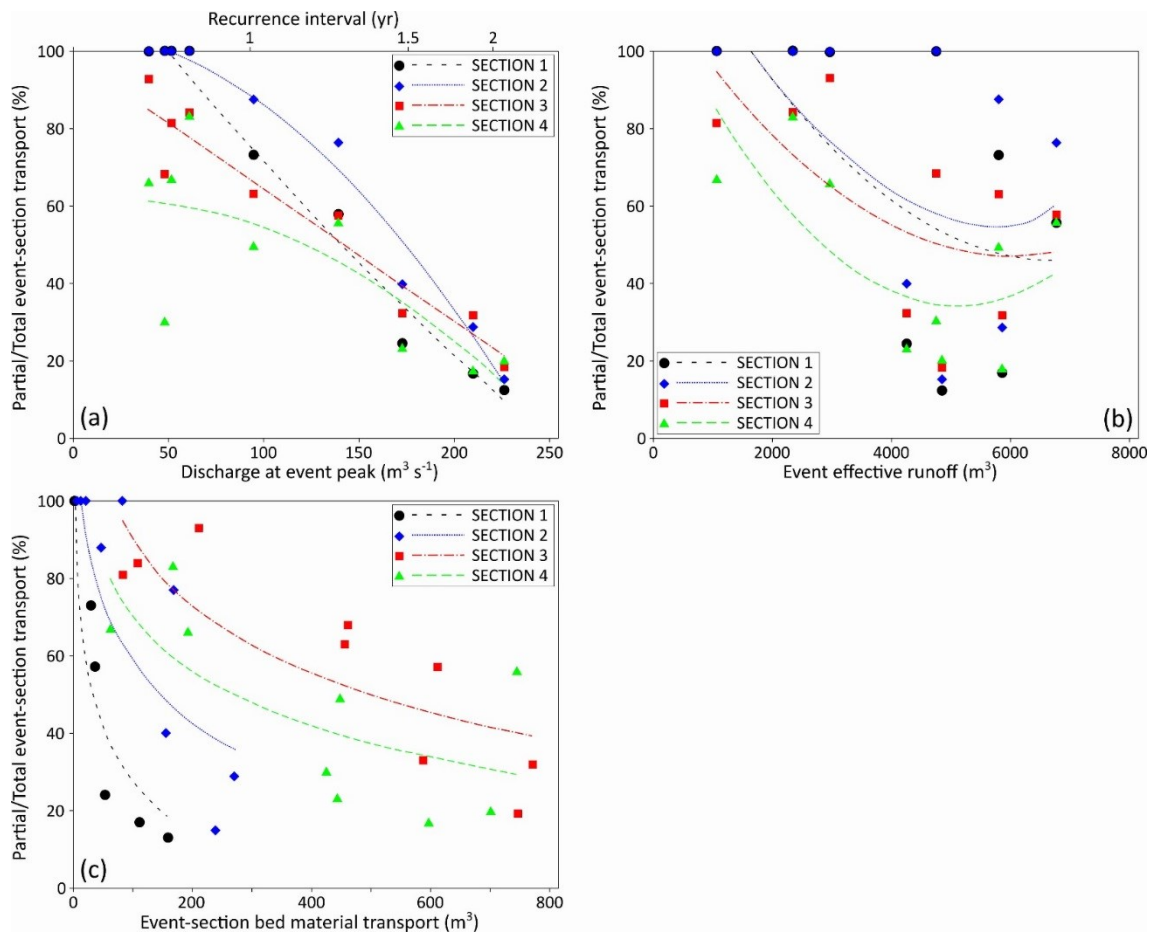 Recurrence interval (yr)
1 1.5 2
Partial/Total event-section transport (%)
100
80
60
40
20
0
SECTION 1
SECTION 2
SECTION 3
SECTION 4
(a)
0 50 100 150 200 250
Discharge at event peak (m³ s⁻¹)
Partial/Total event-section transport (%)
100
80
60
40
20
0
SECTION 1
SECTION 2
SECTION 3
SECTION 4
(b)
0 2000 4000 6000 8000
Event effective runoff (m³)
Partial/Total event-section transport (%)
100
80
60
40
20
0
SECTION 1
SECTION 2
SECTION 3
SECTION 4
(c)
0 200 400 600 800
Event-section bed material transport (m³)